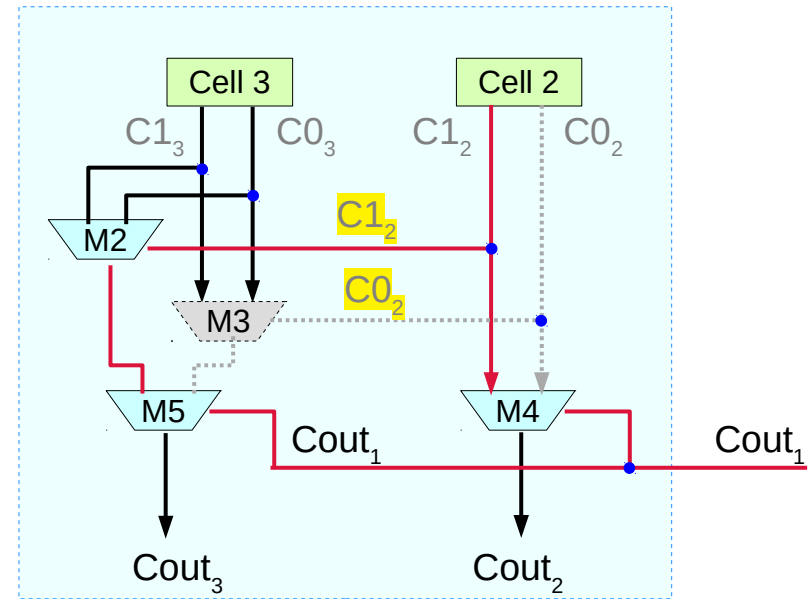 Cell 3
Cell 2
C1₃
C0₃
C1₂
C0₂
C1₂
M2
C0₂
M3
M5
M4
Cout₁
Cout₁
Cout₃
Cout₂